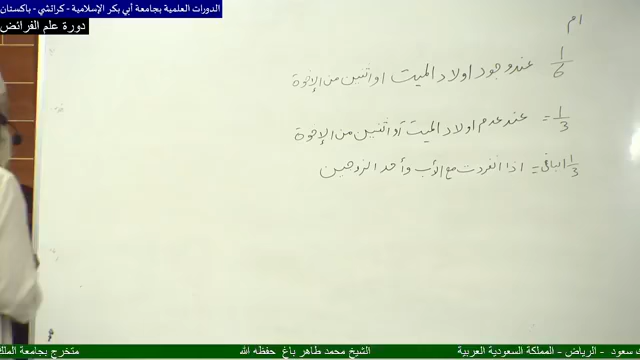 الدورات العلمية بجامعة أبي بكر الإسلامية - كراتشي - باكستان
دورة علم الفرائض
ام
1/6 عند وجود اولاد الميت او اثنين من الإخوة
1/3 = عند عدم اولاد الميت أو اثنين من الإخوة
1/3 الباقي = اذا انفردت مع الأب وأحد الزوجين
سعود - الرياض - المملكة السعودية العربية
الشيخ محمد طاهر باغ حفظه الله
متخرج بجامعة الملك